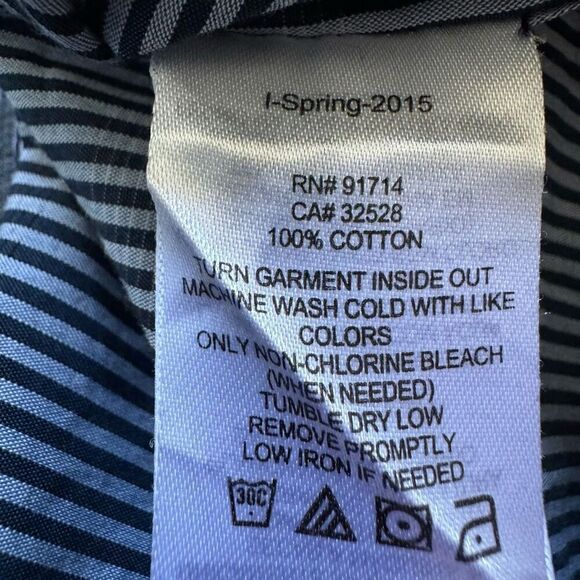 I-Spring-2015
RN# 91714
CA# 32528
100% COTTON
TURN GARMENT INSIDE OUT
MACHINE WASH COLD WITH LIKE
COLORS
ONLY NON-CHLORINE BLEACH
(WHEN NEEDED)
TUMBLE DRY LOW
REMOVE PROMPTLY
LOW IRON IF NEEDED
30C